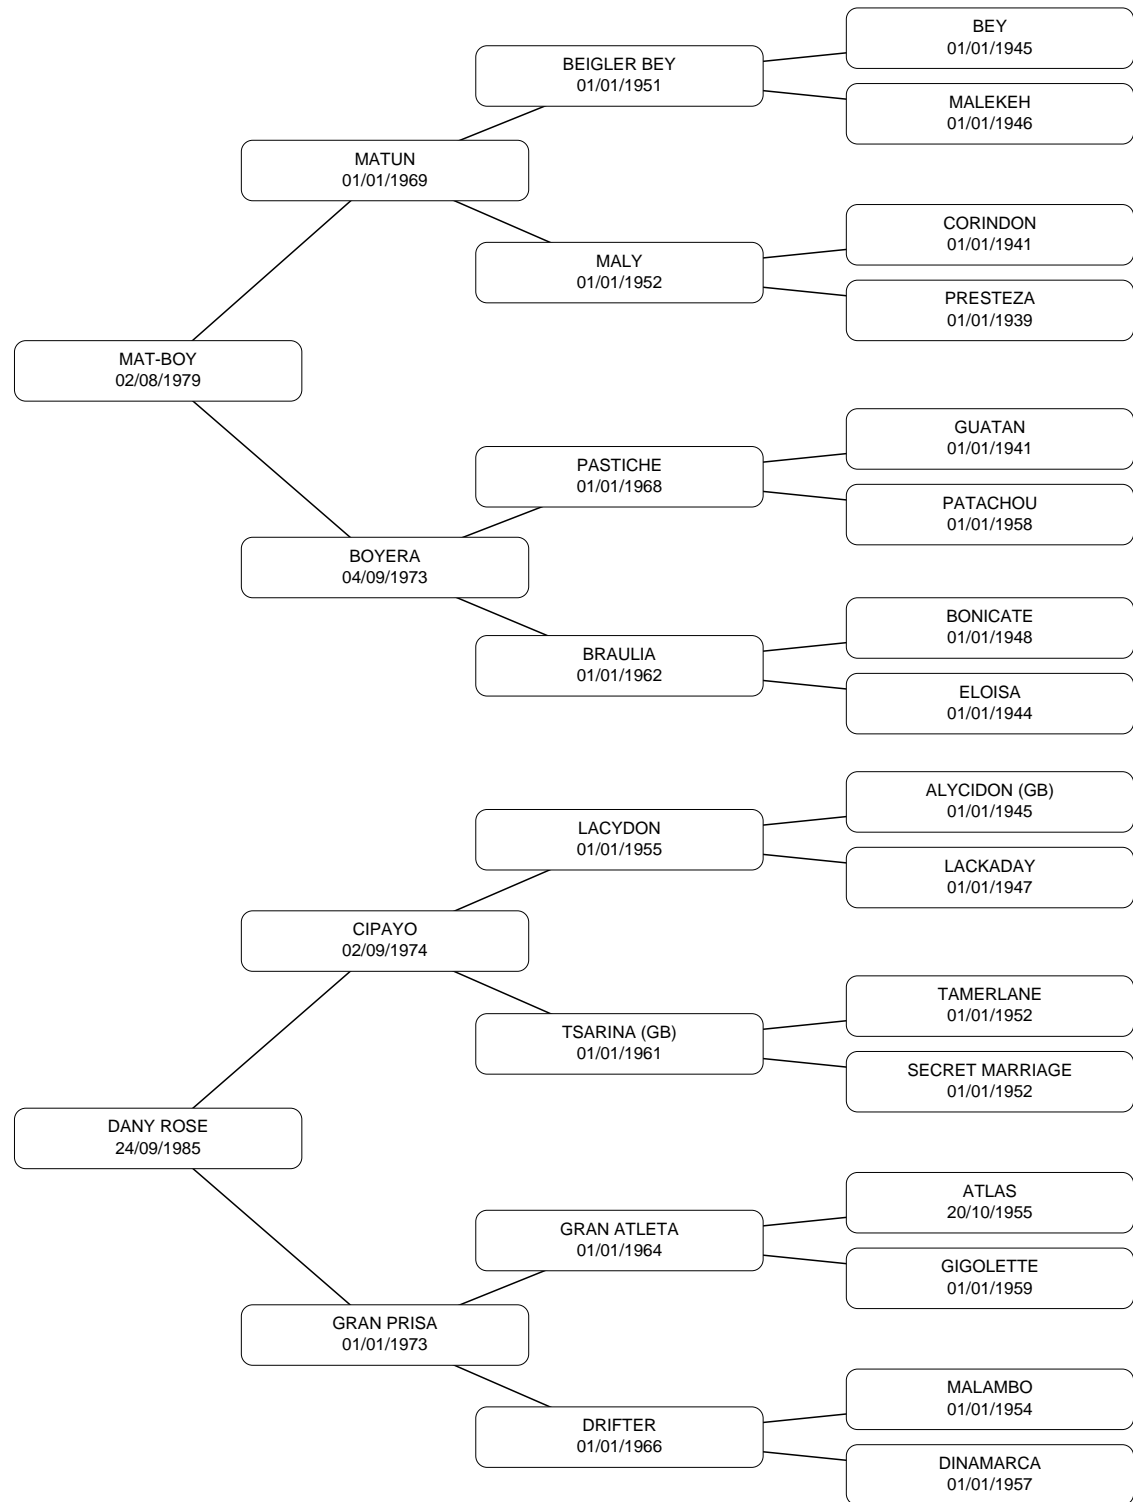 BEY
01/01/1945
BEIGLER BEY
01/01/1951
MALEKEH
01/01/1946
MATUN
01/01/1969
CORINDON
01/01/1941
MALY
01/01/1952
PRESTEZA
01/01/1939
MAT-BOY
02/08/1979
GUATAN
01/01/1941
PASTICHE
01/01/1968
PATACHOU
01/01/1958
BOYERA
04/09/1973
BONICATE
01/01/1948
BRAULIA
01/01/1962
ELOISA
01/01/1944
ALYCIDON (GB)
01/01/1945
LACYDON
01/01/1955
LACKADAY
01/01/1947
CIPAYO
02/09/1974
TAMERLANE
01/01/1952
TSARINA (GB)
01/01/1961
SECRET MARRIAGE
01/01/1952
DANY ROSE
24/09/1985
ATLAS
20/10/1955
GRAN ATLETA
01/01/1964
GIGOLETTE
01/01/1959
GRAN PRISA
01/01/1973
MALAMBO
01/01/1954
DRIFTER
01/01/1966
DINAMARCA
01/01/1957